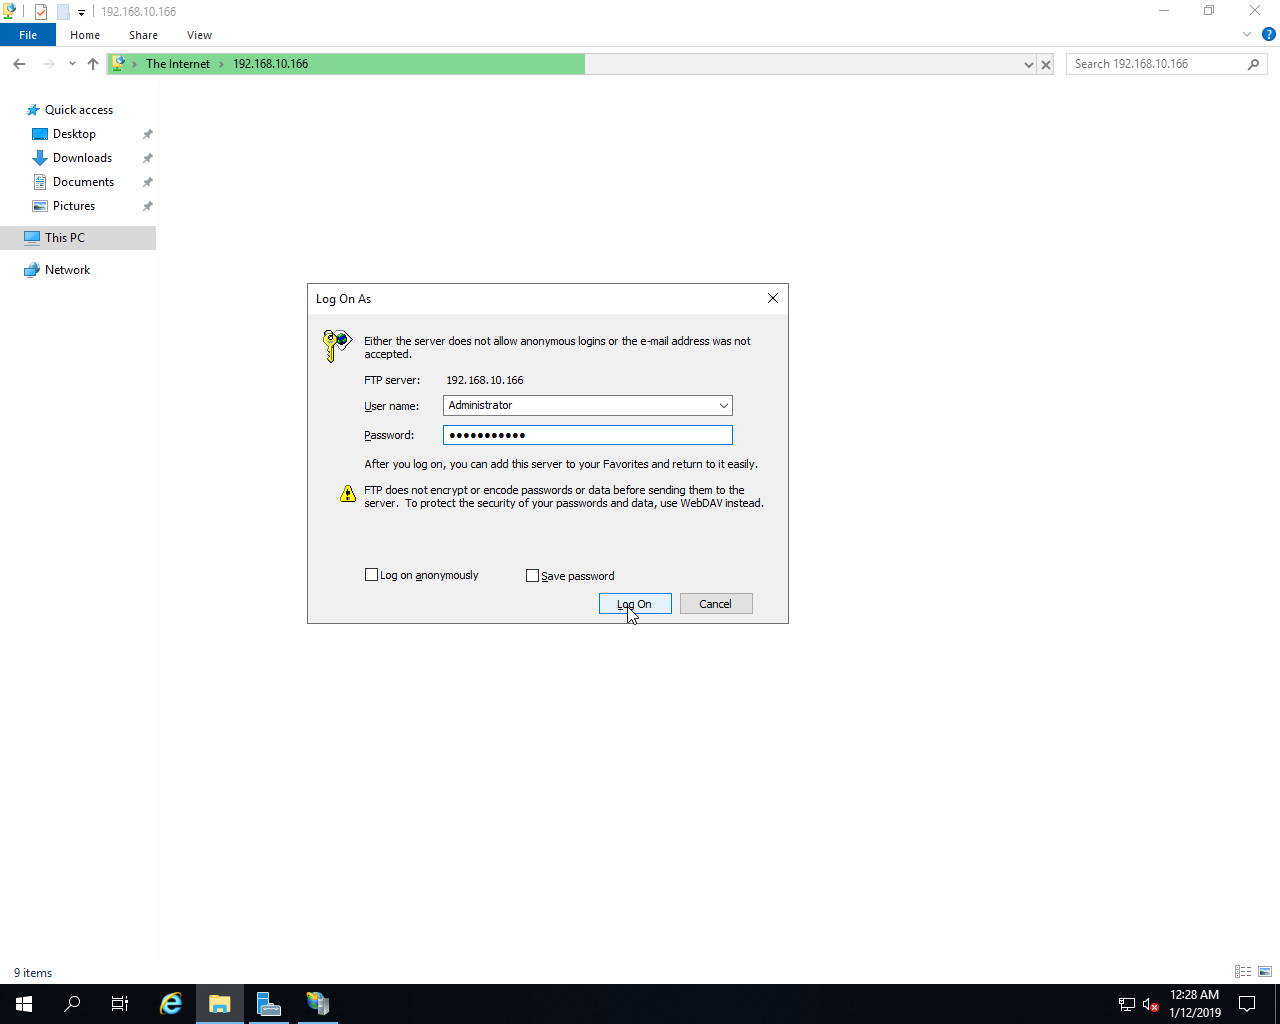 192.168.10.166
File Home Share View
The Internet 192.168.10.166 Search 192.168.10.166
Quick access
Desktop
Downloads
Documents
Pictures
This PC
Network
Log On As
Either the server does not allow anonymous logins or the e-mail address was not
accepted.
FTP server: 192.168.10.166
User name: Administrator
Password: ●●●●●●●●●●●
After you log on, you can add this server to your Favorites and return to it easily.
FTP does not encrypt or encode passwords or data before sending them to the
server. To protect the security of your passwords and data, use WebDAV instead.
Log on anonymously Save password
Log On Cancel
9 items
12:28 AM
1/12/2019